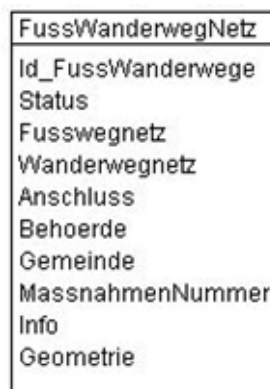 FussWanderwegNetz
Id_FussWanderwege
Status
Fusswegnetz
Wanderwegnetz
Anschluss
Behoerde
Gemeinde
MassnahmenNummer
Info
Geometrie